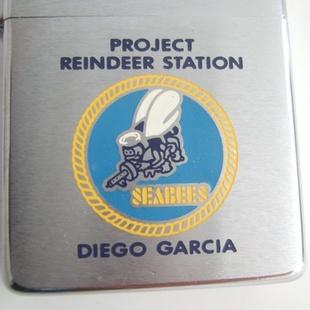 PROJECT
REINDEER STATION
SEABEES
DIEGO GARCIA